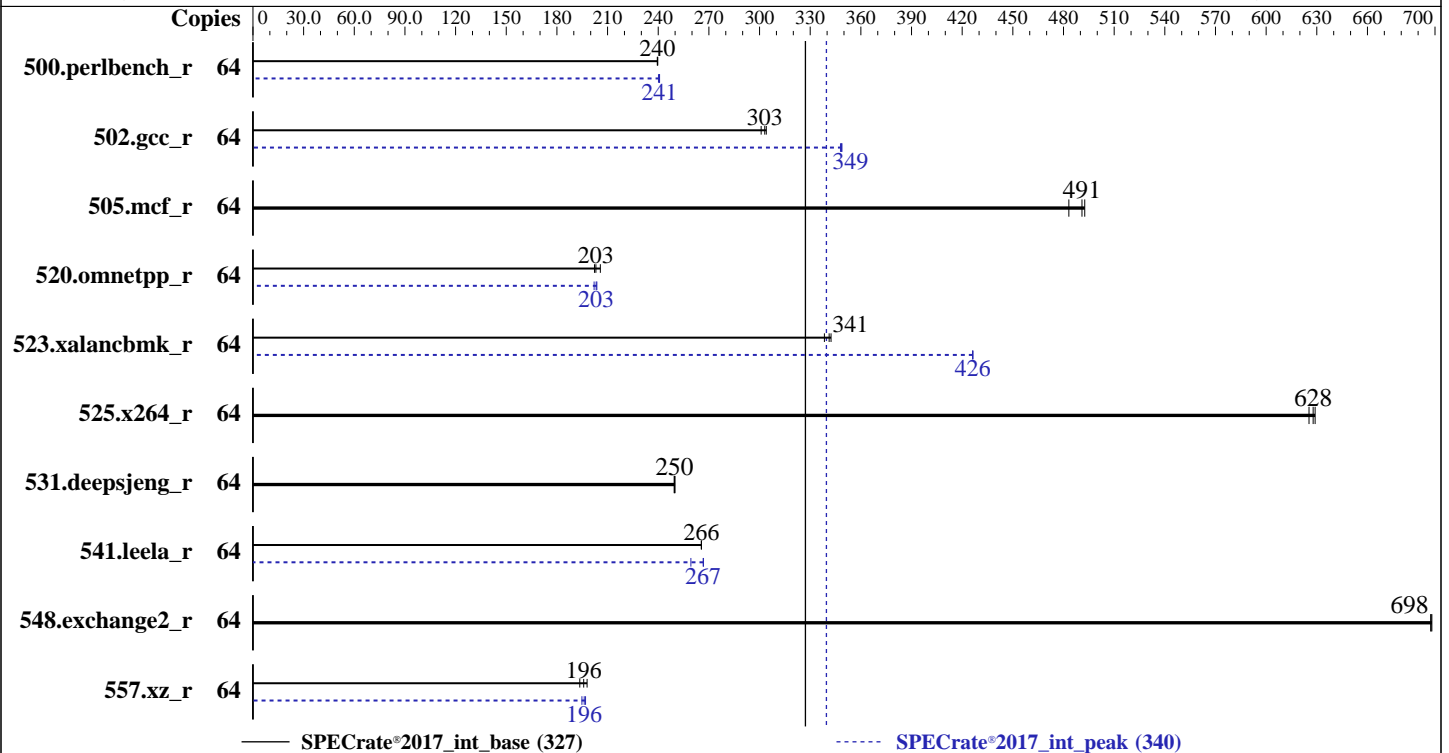 Copies 0 30.0 60.0 90.0 120 150 180 210 240 270 300 330 360 390 420 450 480 510 540 570 600 630 660 700
240
500.perlbench_r 64
241
303
502.gcc_r 64
349
491
505.mcf_r 64
203
520.omnetpp_r 64
203
341
523.xalancbmk_r 64
426
628
525.x264_r 64
250
531.deepsjeng_r 64
266
541.leela_r 64
267
698
548.exchange2_r 64
196
557.xz_r 64
196
SPECrate®2017_int_base (327) SPECrate®2017_int_peak (340)